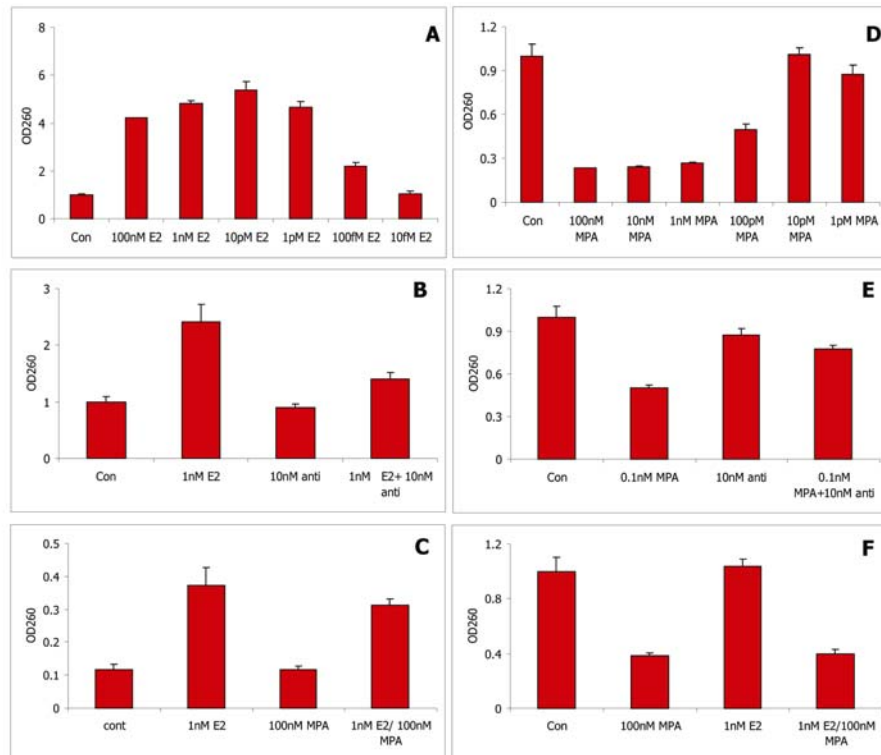 A
OD260
8
6
4
2
0
Con 100nM E2 1nM E2 10pM E2 1pM E2 100fM E2 10fM E2
D
OD260
1.2
0.9
0.6
0.3
0
Con 100nM 10nM 1nM MPA 100pM 10pM 1pM MPA
MPA MPA MPA MPA
B
OD260
3
2
1
0
Con 1nM E2 10nM anti 1nM E2+ 10nM
anti
E
OD260
1.2
0.9
0.6
0.3
0
Con 0.1nM MPA 10nM anti 0.1nM
MPA+10nM anti
C
OD260
0.5
0.4
0.3
0.2
0.1
0
cont 1nM E2 100nM MPA 1nM E2/ 100nM
MPA
F
OD260
1.2
0.8
0.4
0
Con 100nM MPA 1nM E2 1nM E2/100nM
MPA